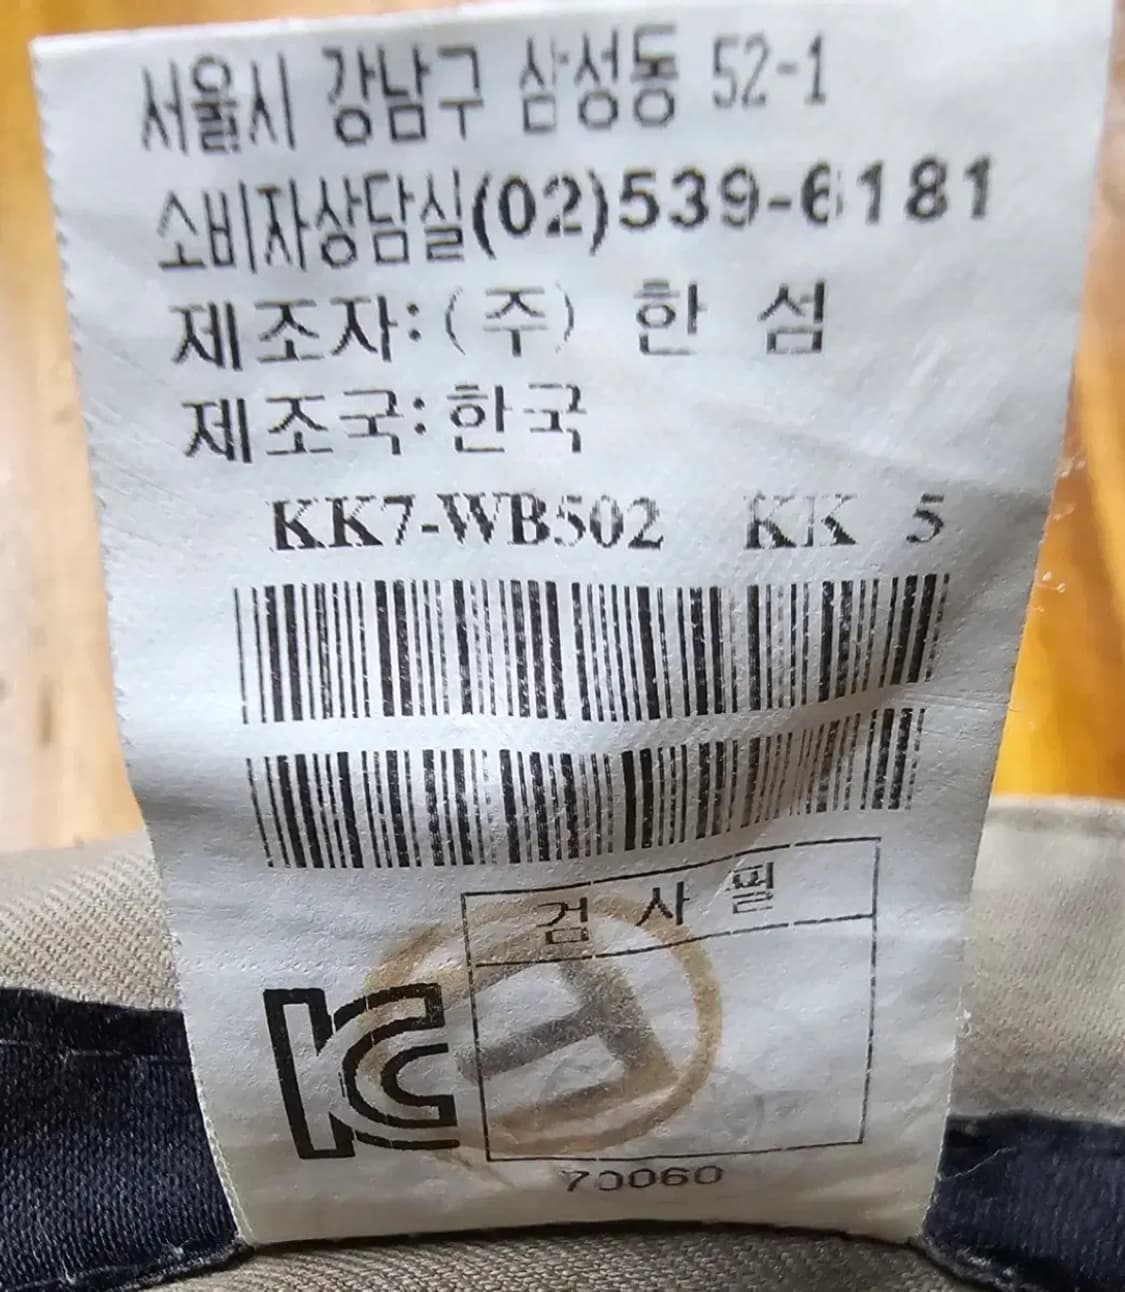 서울시 강남구 삼성동 52-1
소비자상담실(02)539-6181
제조자:(주) 한 섬
제조국:한국
KK7-WB502 KK 5
검 사 필
KC
70060